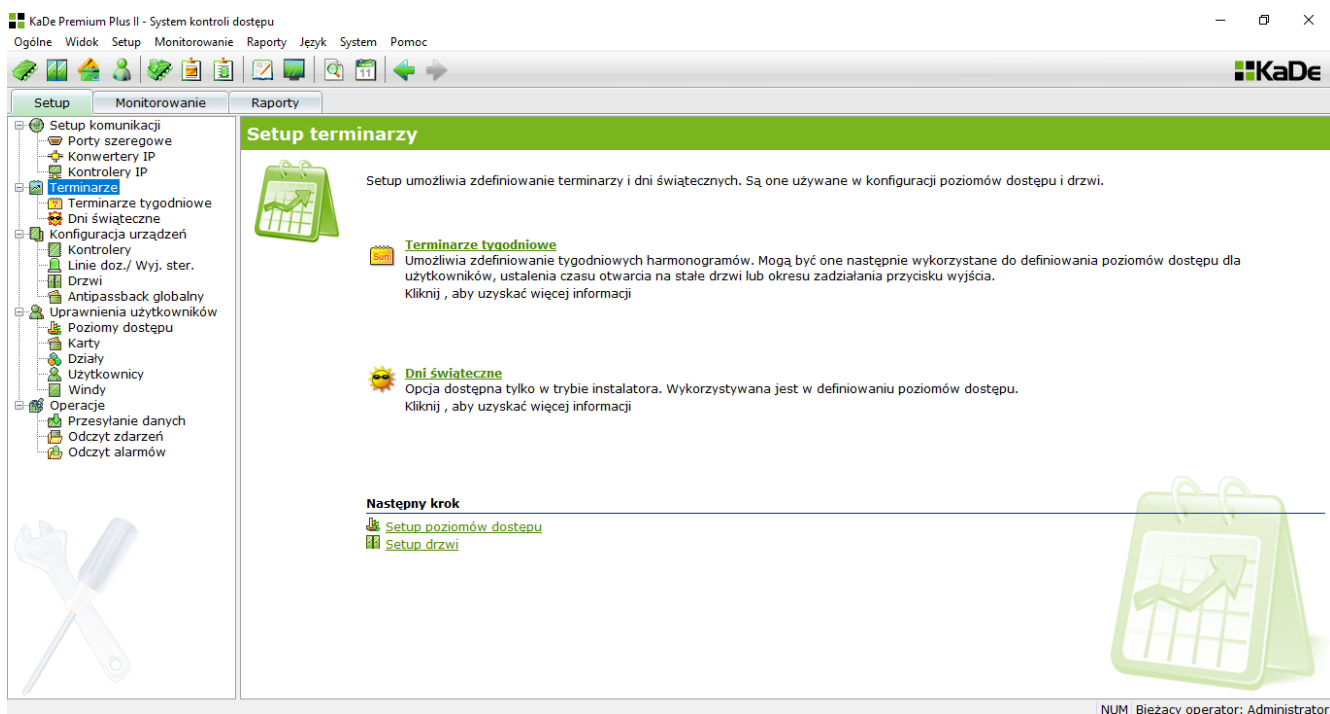 KaDe Premium Plus II - System kontroli dostępu
Ogólne Widok Setup Monitorowanie Raporty Język System Pomoc
11
KaDe
Setup Monitorowanie Raporty
Setup komunikacji
Porty szeregowe
Konwertery IP
Kontrolery IP
Terminarze
Terminarze tygodniowe
Dni świąteczne
Konfiguracja urządzeń
Kontrolery
Linie doz./ Wyj. ster.
Drzwi
Antipassback globalny
Uprawnienia użytkowników
Poziomy dostępu
Karty
Działy
Użytkownicy
Windy
Operacje
Przesyłanie danych
Odczyt zdarzeń
Odczyt alarmów
Setup terminarzy
Setup umożliwia zdefiniowanie terminarzy i dni świątecznych. Są one używane w konfiguracji poziomów dostępu i drzwi.
Sun
Terminarze tygodniowe
Umożliwia zdefiniowanie tygodniowych harmonogramów. Mogą być one następnie wykorzystane do definiowania poziomów dostępu dla
użytkowników, ustalenia czasu otwarcia na stałe drzwi lub okresu zadziałania przycisku wyjścia.
Kliknij , aby uzyskać więcej informacji
Dni świąteczne
Opcja dostępna tylko w trybie instalatora. Wykorzystywana jest w definiowaniu poziomów dostępu.
Kliknij , aby uzyskać więcej informacji
Następny krok
Setup poziomów dostępu
Setup drzwi
NUM Bieżący operator: Administrator